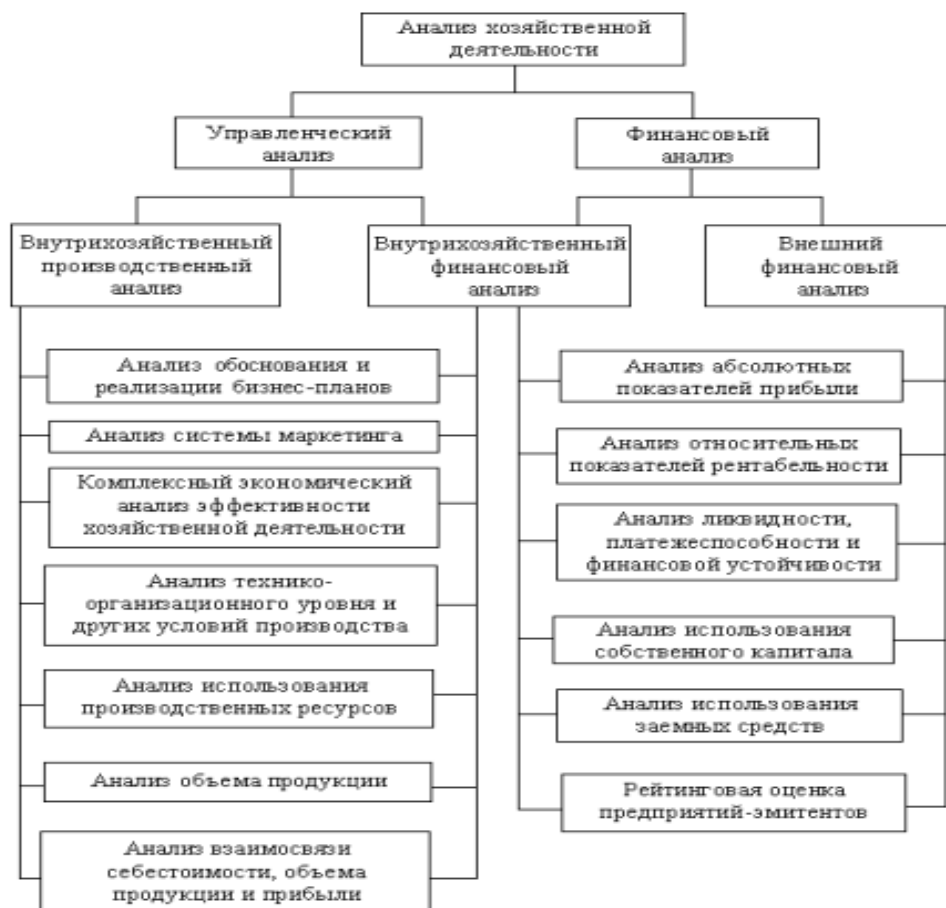 Анализ хозяйственной
деятельности
Управленческий
анализ
Финансовый
анализ
Внутрихозяйственный
производственный
анализ
Внутрихозяйственный
финансовый
анализ
Внешний
финансовый
анализ
Анализ обоснования и
реализации бизнес-планов
Анализ системы маркетинга
Комплексный экономический
анализ эффективности
хозяйственной деятельности
Анализ технико-
организационного уровня и
других условий производства
Анализ использования
производственных ресурсов
Анализ объема продукции
Анализ взаимосвязи
себестоимости, объема
продукции и прибыли
Анализ абсолютных
показателей прибыли
Анализ относительных
показателей рентабельности
Анализ ликвидности,
платежеспособности и
финансовой устойчивости
Анализ использования
собственного капитала
Анализ использования
заемных средств
Рейтинговая оценка
предприятий-эмитентов